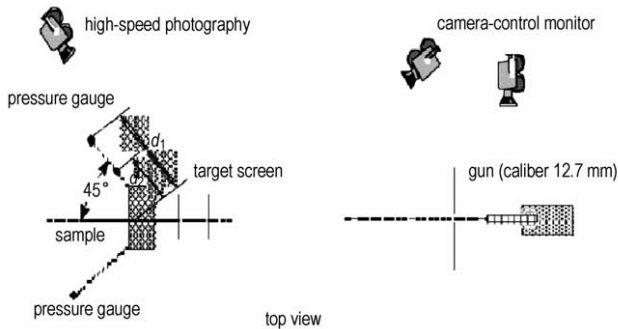 high-speed photography
camera-control monitor
pressure gauge
d1
target screen
gun (caliber 12.7 mm)
d2
45°
sample
pressure gauge
top view